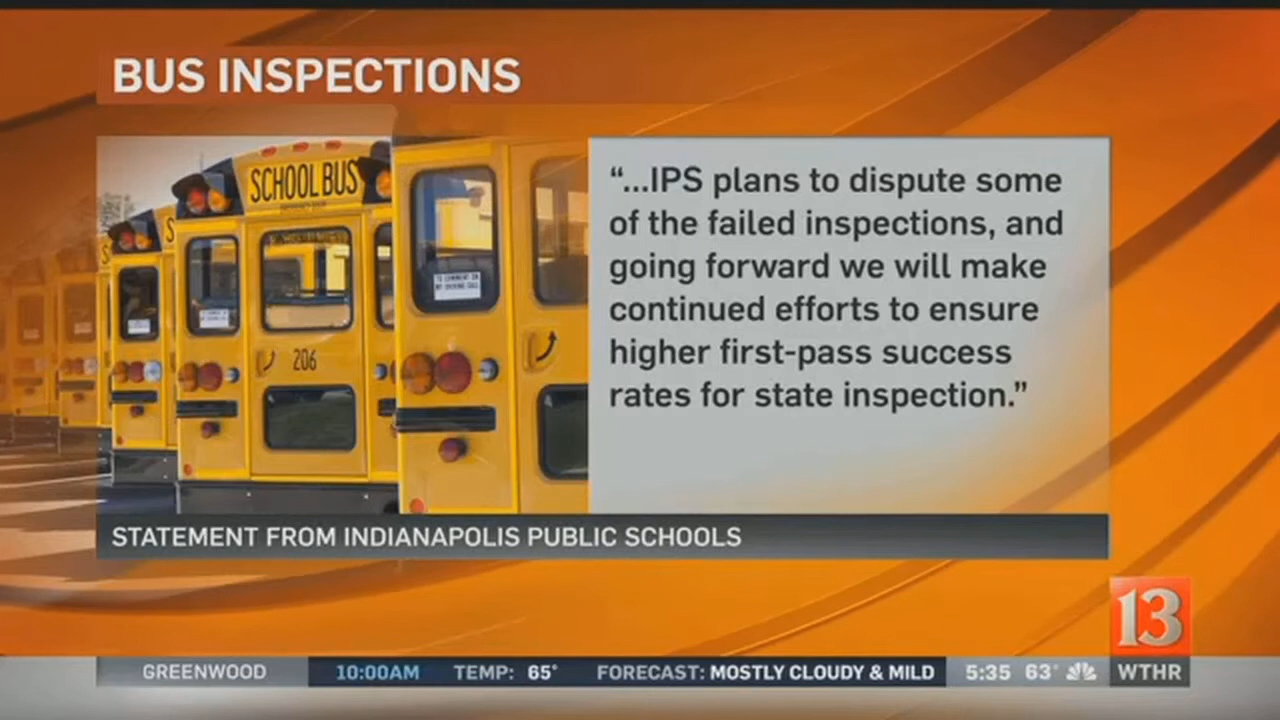 BUS INSPECTIONS
SCHOOL BUS
206
“...IPS plans to dispute some
of the failed inspections, and
going forward we will make
continued efforts to ensure
higher first-pass success
rates for state inspection.”
STATEMENT FROM INDIANAPOLIS PUBLIC SCHOOLS
13
WTHR
GREENWOOD 10:00AM TEMP: 65° FORECAST: MOSTLY CLOUDY & MILD 5:35 63°